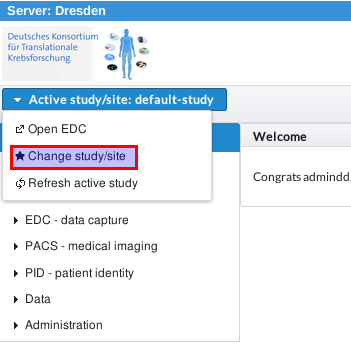 Server: Dresden
Deutsches Konsortium
für Translationale
Krebsforschung
Active study/site: default-study
Open EDC
Change study/site
Refresh active study
EDC - data capture
PACS - medical imaging
PID - patient identity
Data
Administration
Welcome
Congrats admindd,